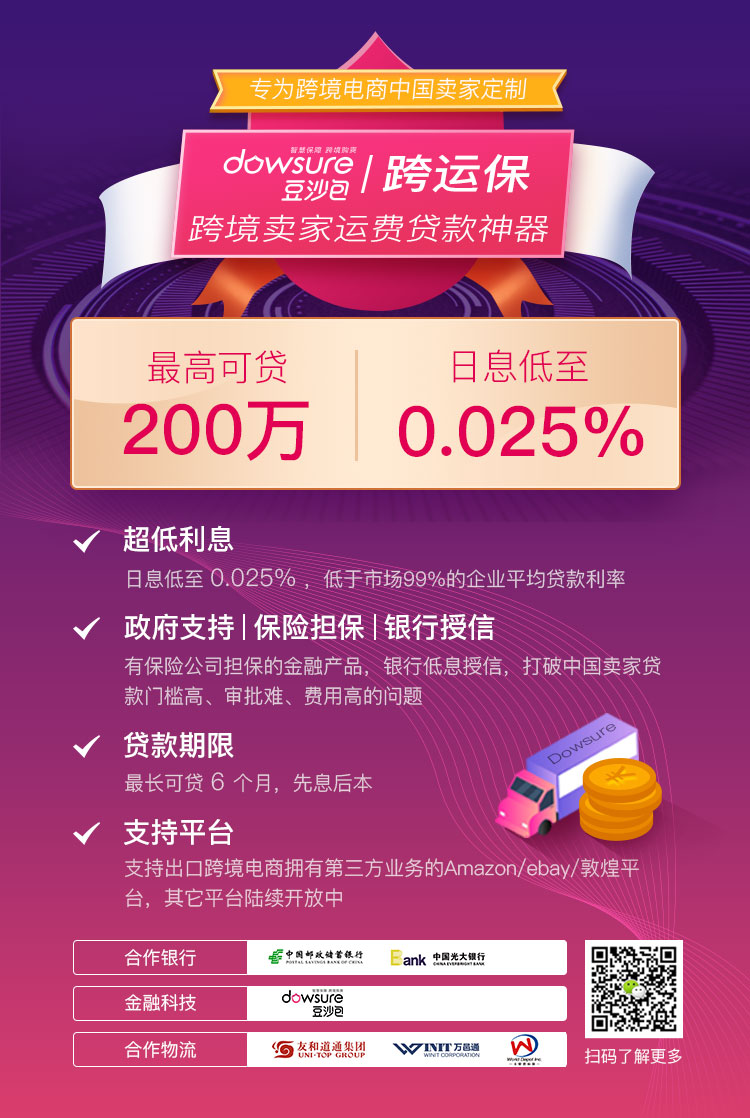 专为跨境电商中国卖家定制
智慧保障 跨境购买
dowsure
豆沙包
跨运保
跨境卖家运费贷款神器
最高可贷
200万
日息低至
0.025%
超低利息
日息低至 0.025% ，低于市场99%的企业平均贷款利率
政府支持|保险担保|银行授信
有保险公司担保的金融产品，银行低息授信，打破中国卖家贷
款门槛高、审批难、费用高的问题
贷款期限
最长可贷 6 个月，先息后本
Dowsure
支持平台
支持出口跨境电商拥有第三方业务的Amazon/ebay/敦煌平
台，其它平台陆续开放中
合作银行
中国邮政储蓄银行
POSTAL SAVINGS BANK OF CHINA
Bank 中国光大银行
CHINA EVERBRIGHT BANK
金融科技
dowsure
豆沙包
合作物流
友和道通集团
UNI-TOP GROUP
WINIT 万邑通
WINIT CORPORATION
World Depot Inc
扫码了解更多